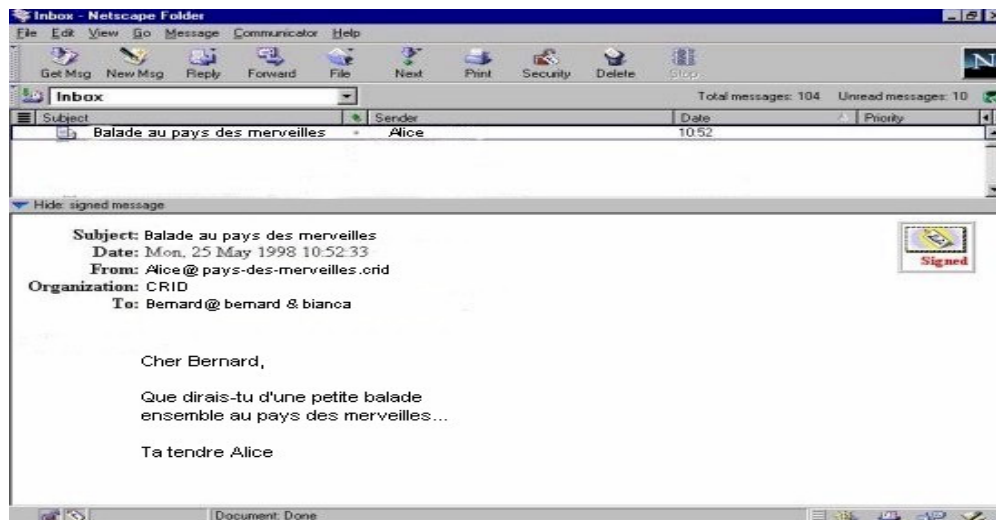 Inbox - Netscape Folder
File Edit View Go Message Communicator Help
Get Msg New Msg Reply Forward File Next Print Security Delete Stop
N
Inbox Total messages: 104 Unread messages: 10
Subject Sender Date Priority
Balade au pays des merveilles Alice 10:52
Hide: signed message
Subject: Balade au pays des merveilles
Date: Mon, 25 May 1998 10:52:33
From: Alice@pays-des-merveilles.crid
Organization: CRID
To: Bernard@bernard & bianca
Signed
Cher Bernard,
Que dirais-tu d'une petite balade
ensemble au pays des merveilles...
Ta tendre Alice
Document: Done